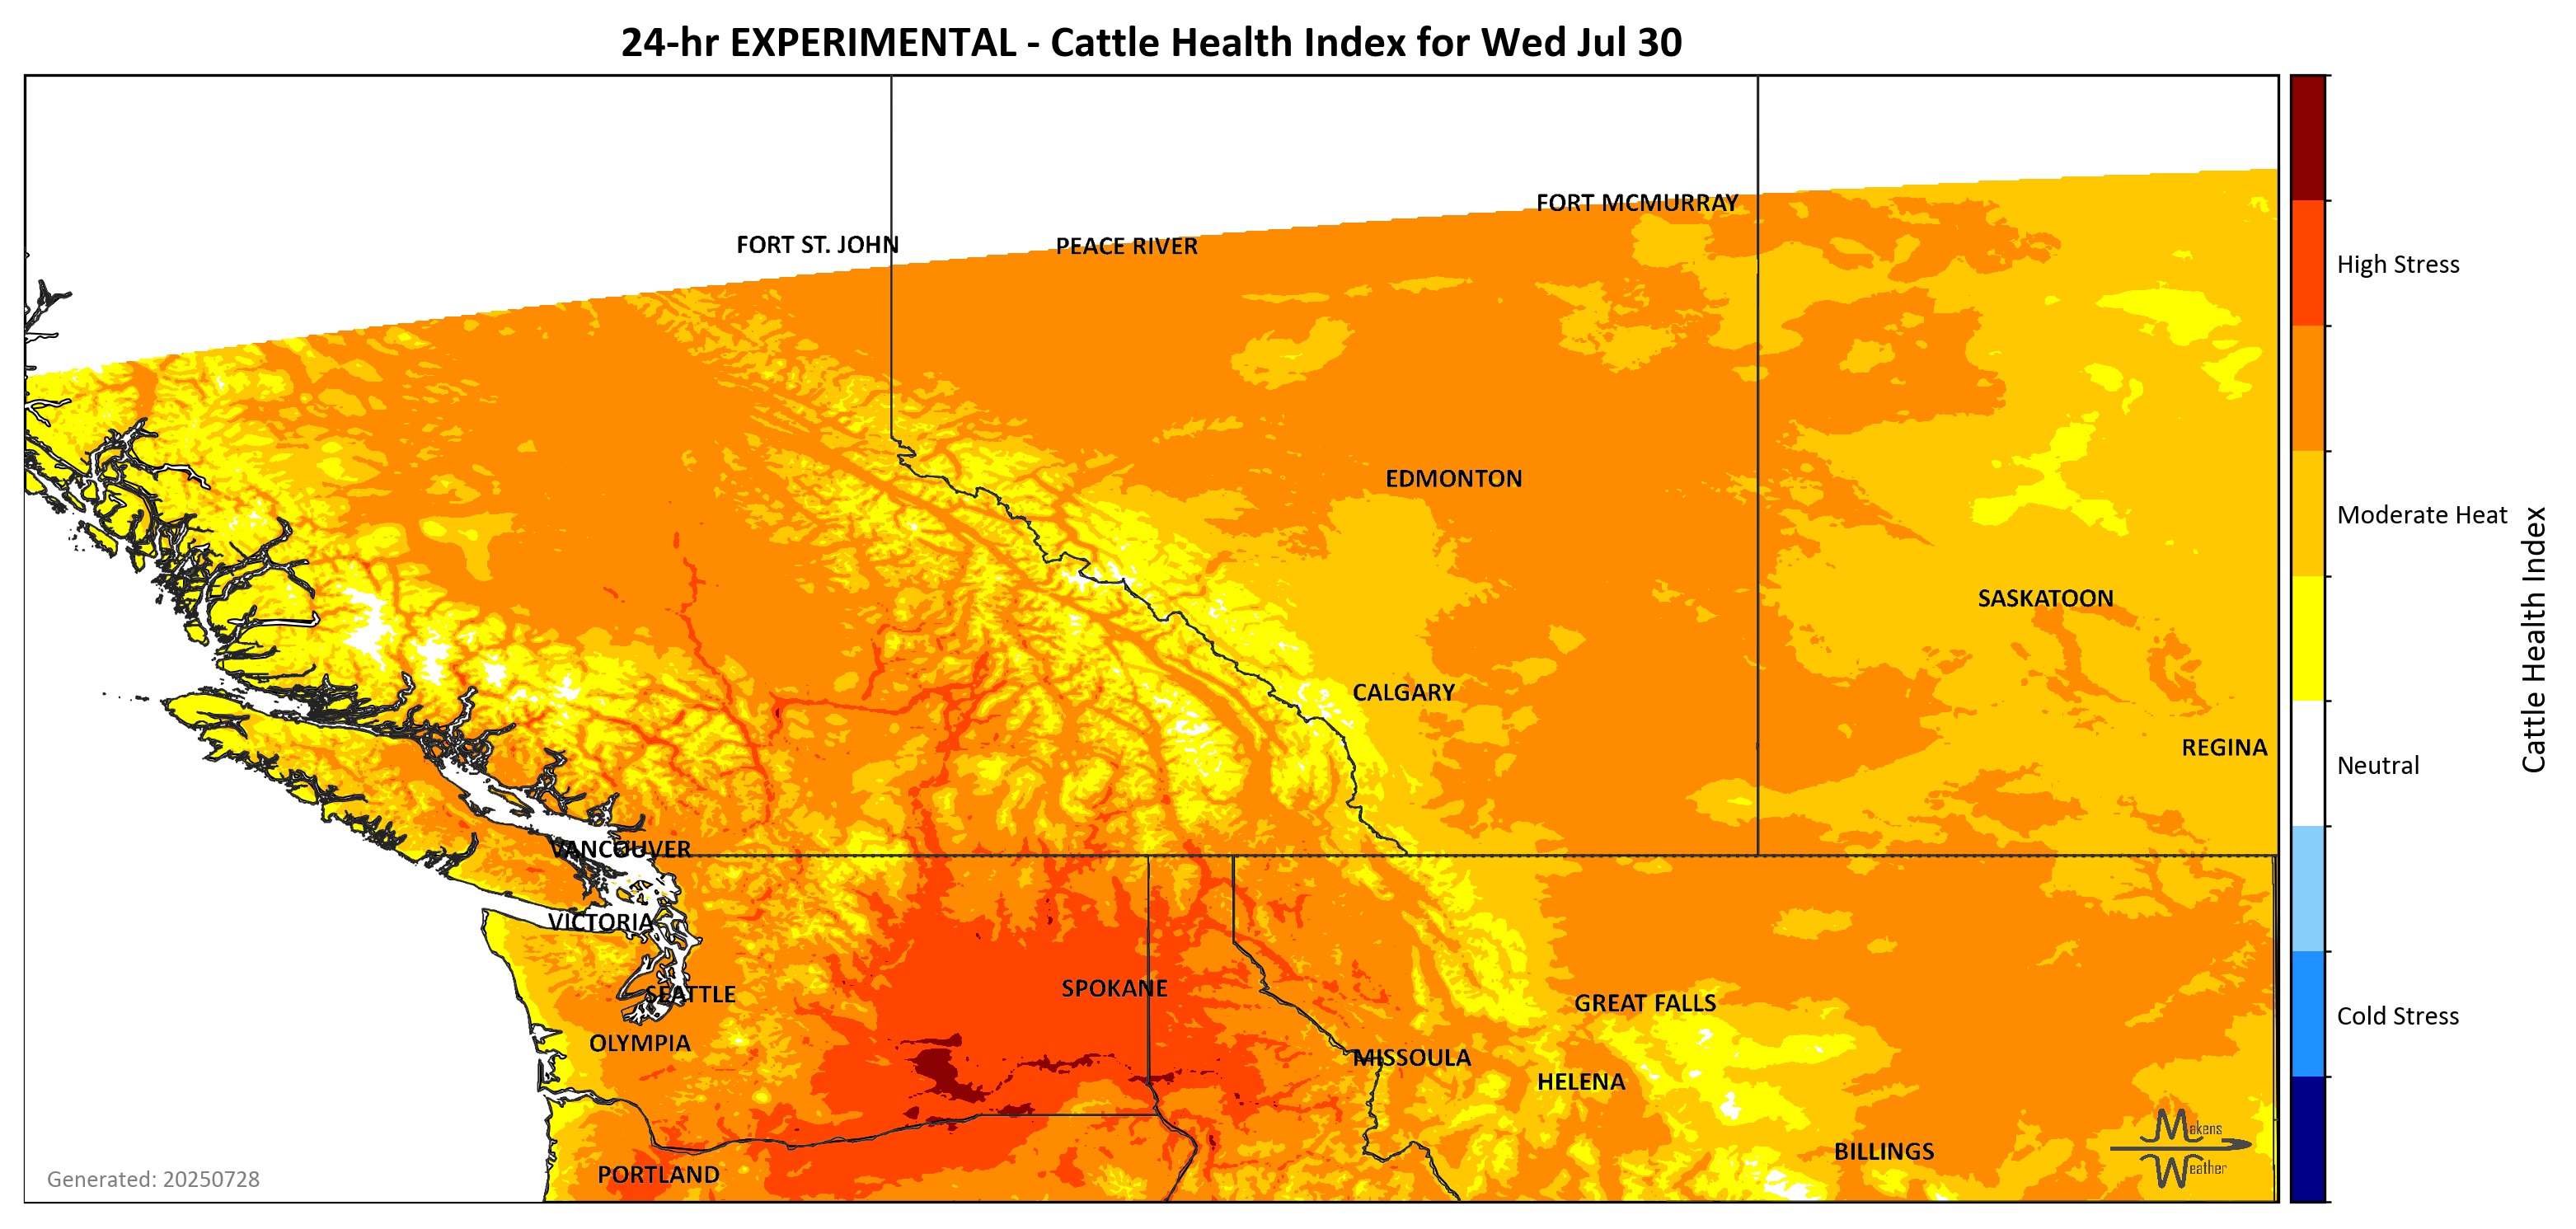 24-hr EXPERIMENTAL - Cattle Health Index for Wed Jul 30
FORT MCMURRAY
FORT ST. JOHN
PEACE RIVER
High Stress
EDMONTON
Moderate Heat
SASKATOON
Cattle Health Index
CALGARY
REGINA
Neutral
VANCOUVER
VICTORIA
SPOKANE
SEATTLE
GREAT FALLS
Cold Stress
OLYMPIA
MISSOULA
HELENA
Makens
Weather
BILLINGS
PORTLAND
Generated: 20250728